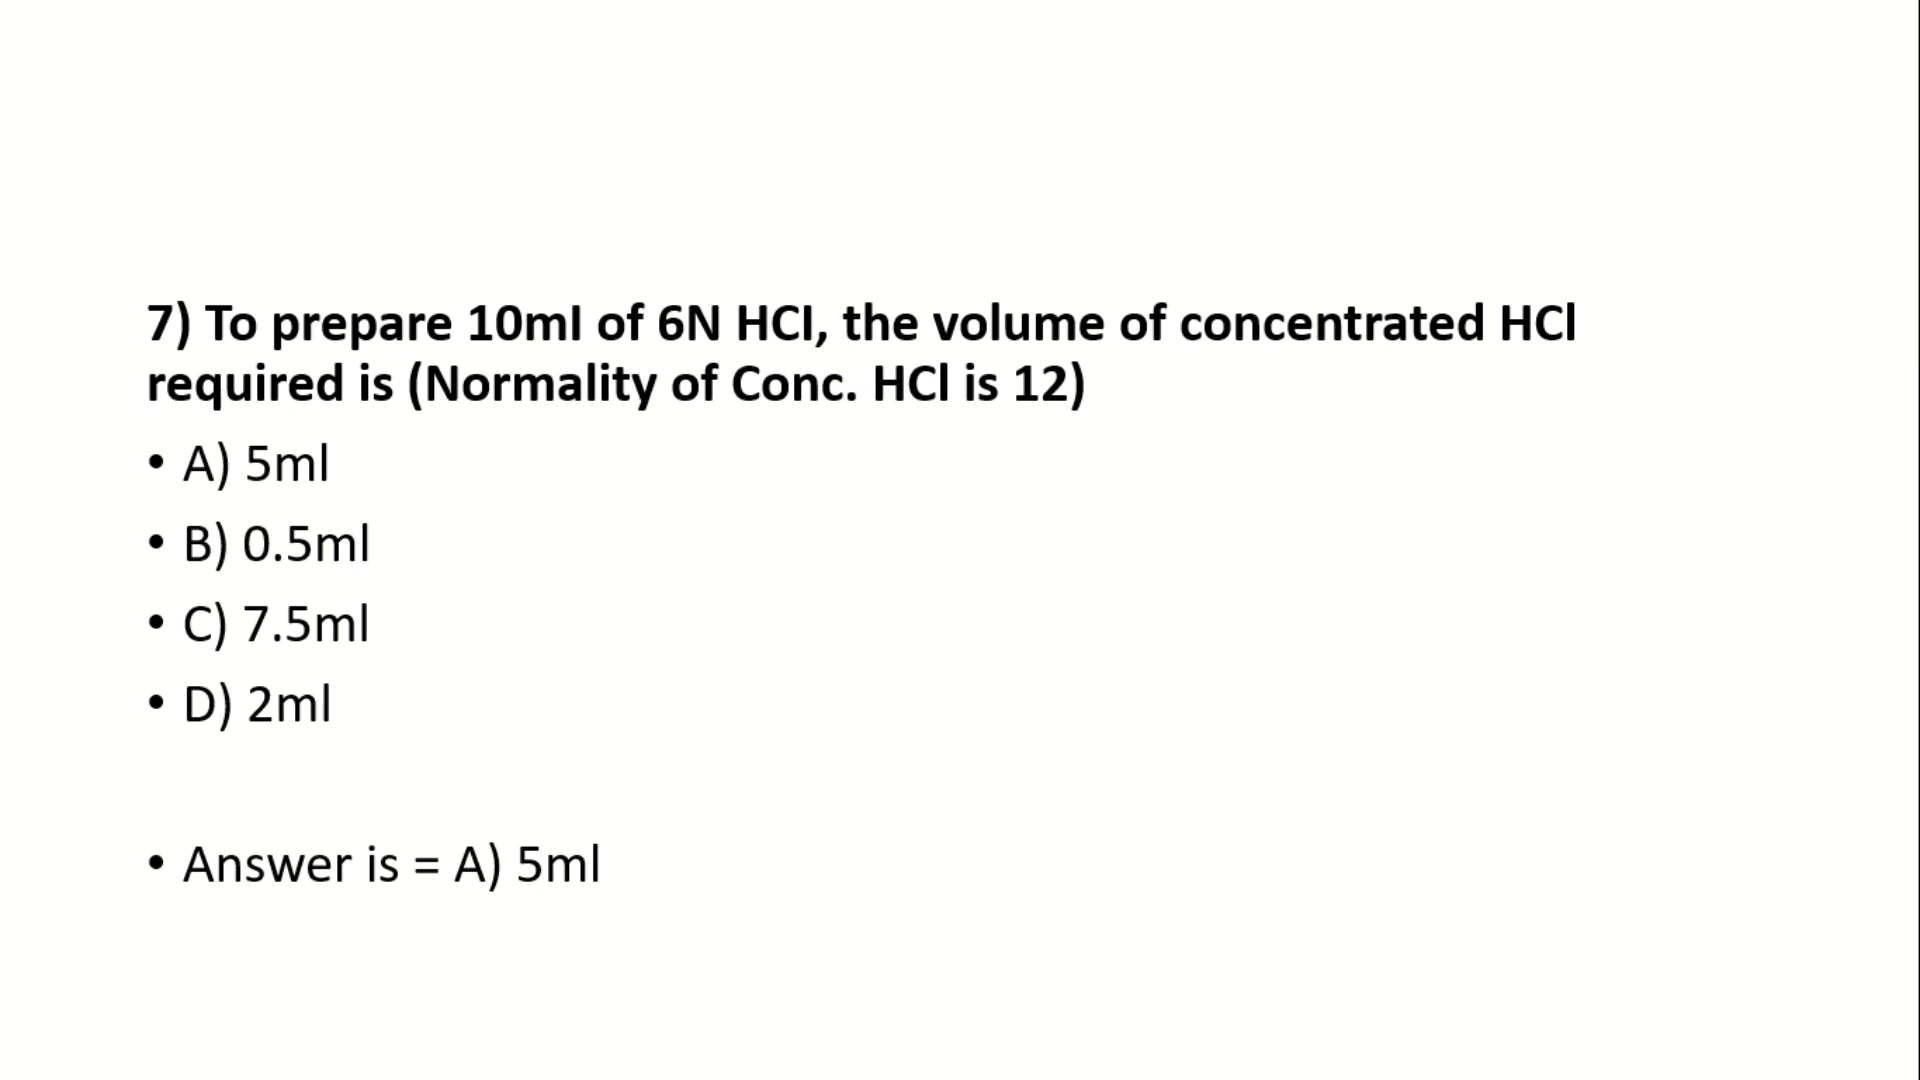 7) To prepare 10ml of 6N HCl, the volume of concentrated HCl
required is (Normality of Conc. HCl is 12)
• A) 5ml
• B) 0.5ml
• C) 7.5ml
• D) 2ml
• Answer is = A) 5ml